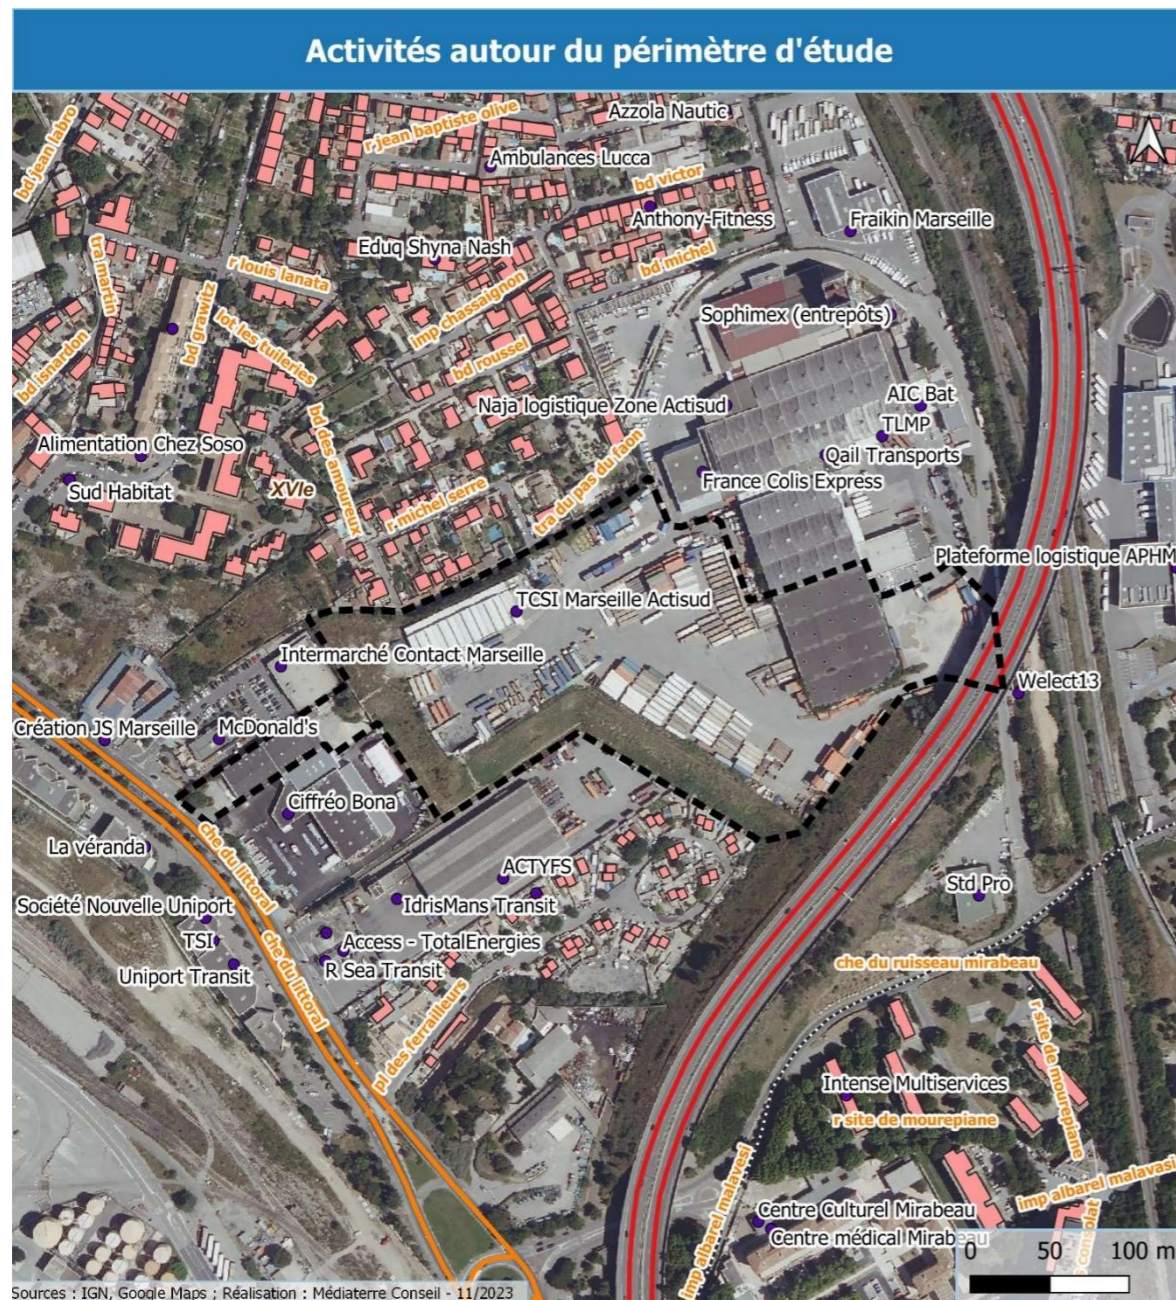 Activités autour du périmètre d'étude
bd jean labro
r jean baptiste olive
Azzola Nautic
Ambulances Lucca
bd victor
Anthony-Fitness
Fraikin Marseille
Eduq Shyna Nash
bd michel
tra martin
r louis lanata
bd grawitz
imp chassaignon
lot les tuileries
Sophimex (entrepôts)
bd isnardon
bd roussel
Naja logistique Zone Actisud
AIC Bat
TLMP
bd des amoureux
Alimentation Chez Soso
Qail Transports
tra du pas du faon
France Colis Express
Sud Habitat
XVIe
r michel serre
Plateforme logistique APHM
TCSI Marseille Actisud
Intermarché Contact Marseille
Welect13
Création JS Marseille
McDonald's
Ciffréo Bona
La véranda
che du littoral
ACTYFS
Std Pro
Société Nouvelle Uniport
IdrisMans Transit
TSI
che du littoral
Access - TotalEnergies
Uniport Transit
R Sea Transit
che du ruisseau mirabeau
pl des ferrailleurs
r site de mourepiane
Intense Multiservices
r site de mourepiane
imp albarel malavasi
imp albarel malavasi
Centre Culturel Mirabeau
Centre médical Mirabeau
0 50 100 m
Sources : IGN, Google Maps ; Réalisation : Médiaterre Conseil - 11/2023